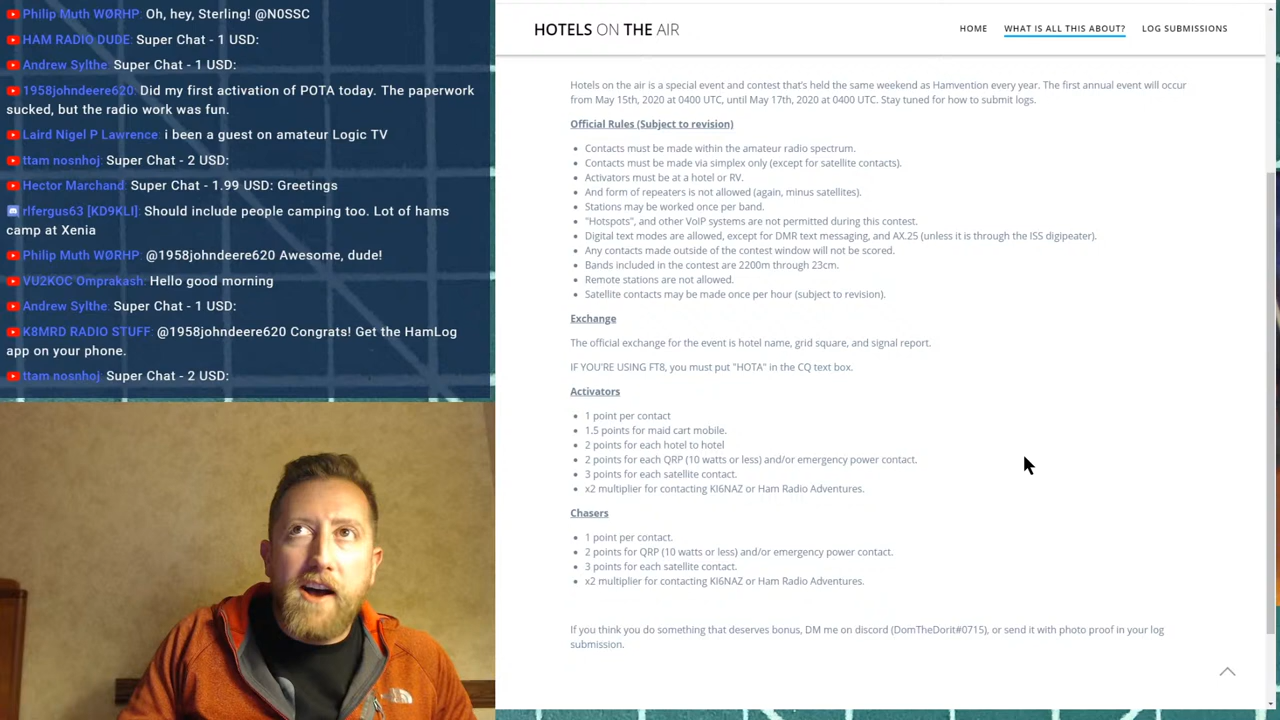 Philip Muth WØRHP: Oh, hey, Sterling! @N0SSC
HAM RADIO DUDE: Super Chat - 1 USD:
Andrew Sylthe: Super Chat - 1 USD:
1958johndeere620: Did my first activation of POTA today. The paperwork
sucked, but the radio work was fun.
Laird Nigel P Lawrence: i been a guest on amateur Logic TV
ttam nosnhoj: Super Chat - 2 USD:
Hector Marchand: Super Chat - 1.99 USD: Greetings
rlfergus63 [KD9KLI]: Should include people camping too. Lot of hams
camp at Xenia
Philip Muth WØRHP: @1958johndeere620 Awesome, dude!
VU2KGC Omprakash: Hello good morning
Andrew Sylthe: Super Chat - 1 USD:
K8MRD RADIO STUFF: @1958johndeere620 Congrats! Get the HamLog
app on your phone.
ttam nosnhoj: Super Chat - 2 USD:
HOTELS ON THE AIR
HOME WHAT IS ALL THIS ABOUT? LOG SUBMISSIONS
Hotels on the air is a special event and contest that's held the same weekend as Hamvention every year. The first annual event will occur
from May 15th, 2020 at 0400 UTC, until May 17th, 2020 at 0400 UTC. Stay tuned for how to submit logs.
Official Rules (Subject to revision)
Contacts must be made within the amateur radio spectrum.
Contacts must be made via simplex only (except for satellite contacts).
Activators must be at a hotel or RV.
And form of repeaters is not allowed (again, minus satellites).
Stations may be worked once per band.
"Hotspots", and other VoIP systems are not permitted during this contest.
Digital text modes are allowed, except for DMR text messaging, and AX.25 (unless it is through the ISS digipeater).
Any contacts made outside of the contest window will not be scored.
Bands included in the contest are 2200m through 23cm.
Remote stations are not allowed.
Satellite contacts may be made once per hour (subject to revision).
Exchange
The official exchange for the event is hotel name, grid square, and signal report.
IF YOU'RE USING FT8, you must put "HOTA" in the CQ text box.
Activators
1 point per contact
1.5 points for maid cart mobile.
2 points for each hotel to hotel
2 points for each QRP (10 watts or less) and/or emergency power contact.
3 points for each satellite contact.
x2 multiplier for contacting KI6NAZ or Ham Radio Adventures.
Chasers
1 point per contact.
2 points for QRP (10 watts or less) and/or emergency power contact.
3 points for each satellite contact.
x2 multiplier for contacting KI6NAZ or Ham Radio Adventures.
If you think you do something that deserves bonus, DM me on discord (DomTheDorit#0715), or send it with photo proof in your log
submission.